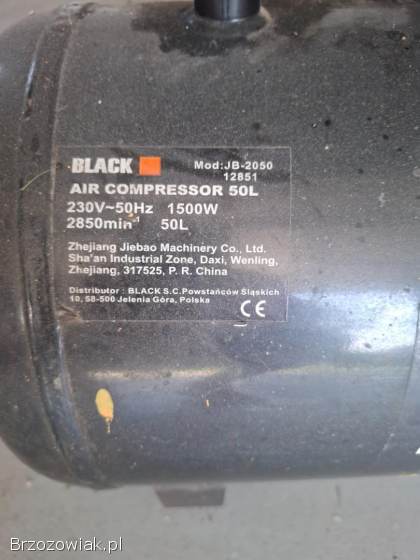 BLACK
Mod:JB-2050
12851
AIR COMPRESSOR 50L
230V~50Hz 1500W
2850min⁻¹ 50L
Zhejiang Jiebao Machinery Co., Ltd.
Sha'an Industrial Zone, Daxi, Wenling,
Zhejiang, 317525, P. R. China
Distributor : BLACK S.C.Powstańców Śląskich
10, 58-500 Jelenia Góra, Polska
CE
Brzozowiak.pl